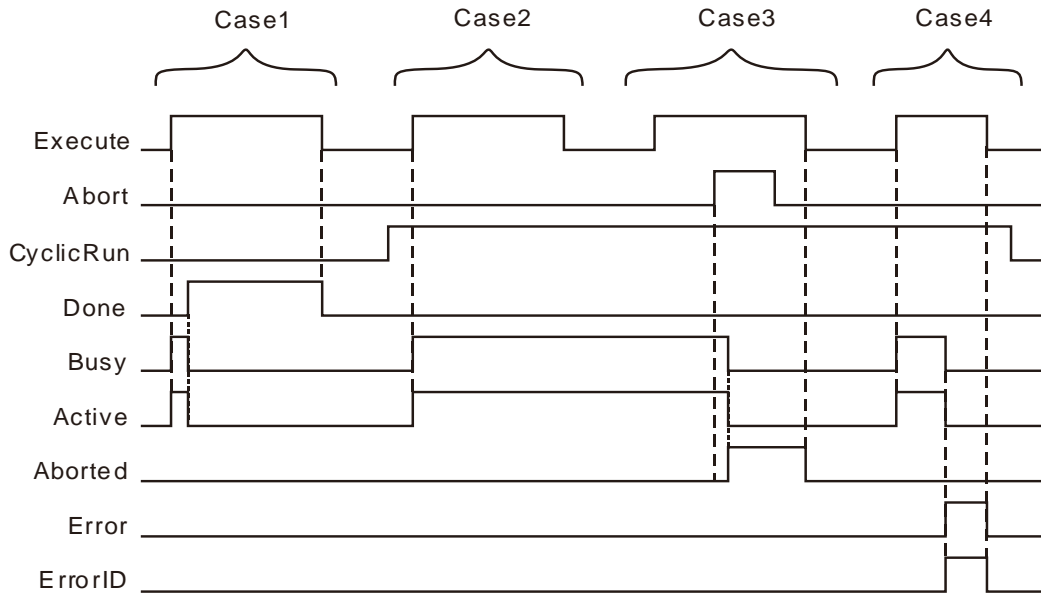 Case1 Case2 Case3 Case4
Execute
Abort
CyclicRun
Done
Busy
Active
Aborted
Error
ErrorID